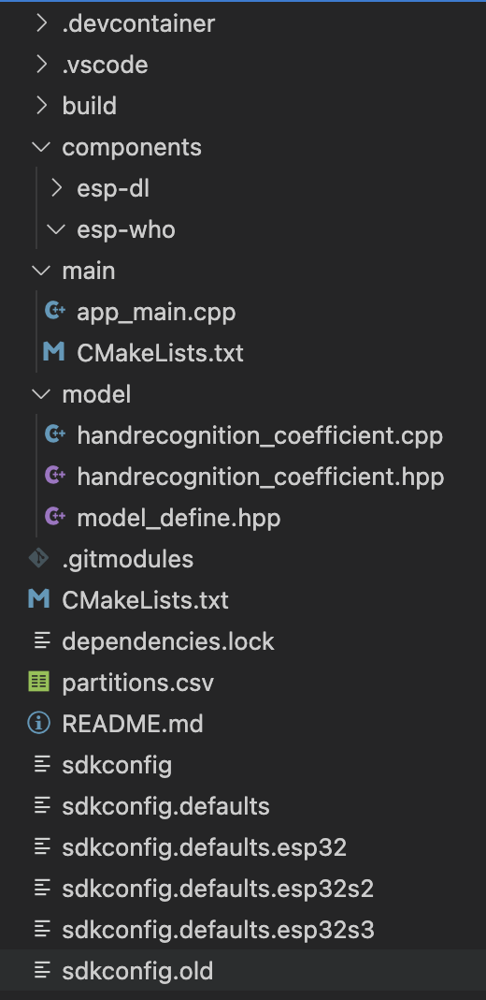 .devcontainer
.vscode
build
components
esp-dl
esp-who
main
app_main.cpp
CMakeLists.txt
model
handrecognition_coefficient.cpp
handrecognition_coefficient.hpp
model_define.hpp
.gitmodules
CMakeLists.txt
dependencies.lock
partitions.csv
README.md
sdkconfig
sdkconfig.defaults
sdkconfig.defaults.esp32
sdkconfig.defaults.esp32s2
sdkconfig.defaults.esp32s3
sdkconfig.old